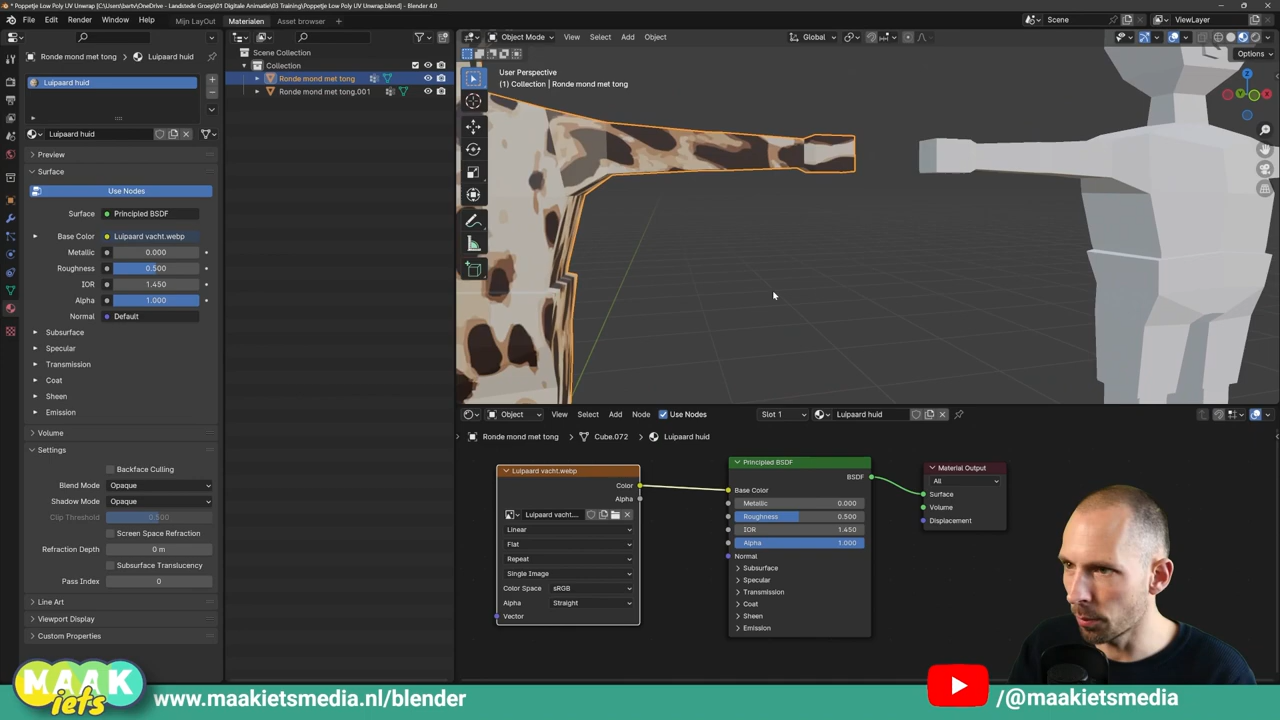 * Poppetje Low Poly UV Unwrap [C:\Users\bartv\OneDrive - Landstede Groep\01 Digitale Animatie\03 Training\Poppetje Low Poly UV Unwrap.blend] - Blender 4.0
File Edit Render Window Help
Mijn LayOut Materialen Animeren
Scene
ViewLayer
Ronde mond met tong > Luipaard huid
Luipaard huid
Luipaard huid
Preview
Surface
Use Nodes
Surface Principled BSDF
Base Color Luipaard vacht.webp
Metallic 0.000
Roughness 0.500
IOR 1.450
Alpha 1.000
Normal Default
Subsurface
Specular
Transmission
Coat
Sheen
Emission
Volume
Settings
Backface Culling
Blend Mode Opaque
Shadow Mode Opaque
Clip Threshold 0.500
Screen Space Refraction
Refraction Depth 0 m
Subsurface Translucency
Pass Index 0
Line Art
Viewport Display
Custom Properties
Scene Collection
Collection
Ronde mond met tong
Ronde mond met tong.001
Object Mode View Select Add Object
Global
Options
User Perspective
(1) Collection | Ronde mond met tong
X
Y
Z
Object View Select Add Node Use Nodes Slot 1 Luipaard huid
Ronde mond met tong > Cube.072 > Luipaard huid
Luipaard vacht.webp
Color
Alpha
Luipaard vacht....
Linear
Flat
Repeat
Single Image
Color Space sRGB
Alpha Straight
Vector
Principled BSDF
BSDF
Base Color
Metallic 0.000
Roughness 0.500
IOR 1.450
Alpha 1.000
Normal
Subsurface
Specular
Transmission
Coat
Sheen
Emission
Material Output
All
Surface
Volume
Displacement
MAAK
iets
www.maakietsmedia.nl/blender
/@maakietsmedia